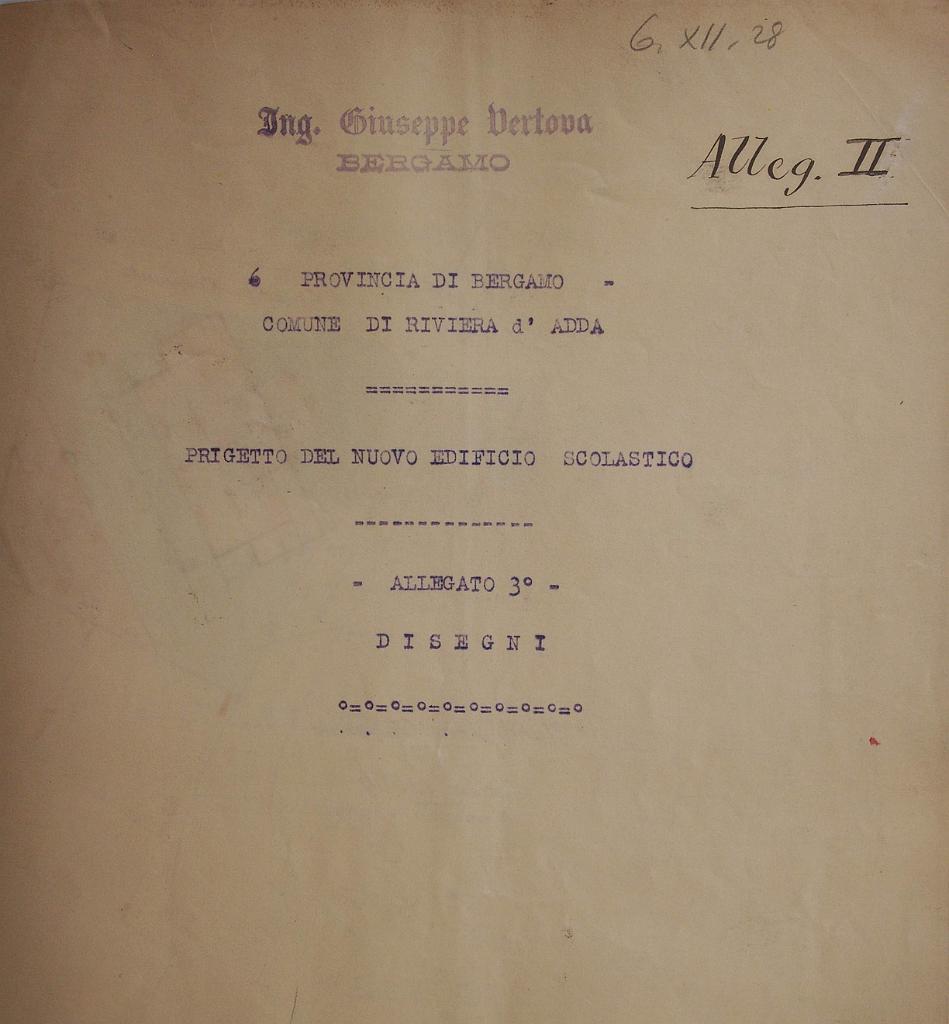 6. XII. 28
Ing. Giuseppe Vertova
BERGAMO
Alleg. II
6 PROVINCIA DI BERGAMO -
COMUNE DI RIVIERA d' ADDA
===========
PRIGETTO DEL NUOVO EDIFICIO SCOLASTICO
--------------
- ALLEGATO 3° -
D I S E G N I
°=°=°=°=°=°=°=°=°=°